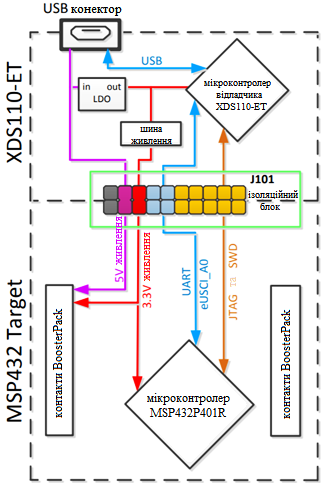 USB конектор
XDS110-ET
USB
in out
LDO
мікроконтролер
відладчика
XDS110-ET
шина
живлення
J101
ізоляційний
блок
5V живлення
3.3V живлення
UART
eUSCI_A0
JTAG та SWD
MSP432 Target
контакти BoosterPack
мікроконтролер
MSP432P401R
контакти BoosterPack